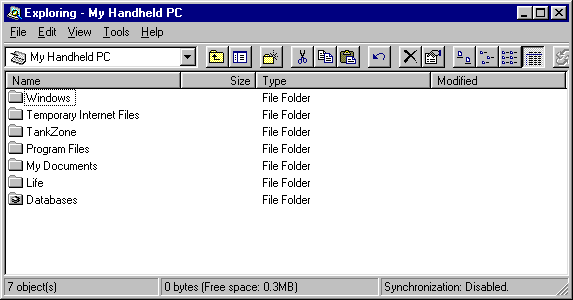 Exploring - My Handheld PC
File Edit View Tools Help
My Handheld PC
Name Size Type Modified
Windows File Folder
Temporary Internet Files File Folder
TankZone File Folder
Program Files File Folder
My Documents File Folder
Life File Folder
Databases File Folder
7 object(s) 0 bytes (Free space: 0.3MB) Synchronization: Disabled.